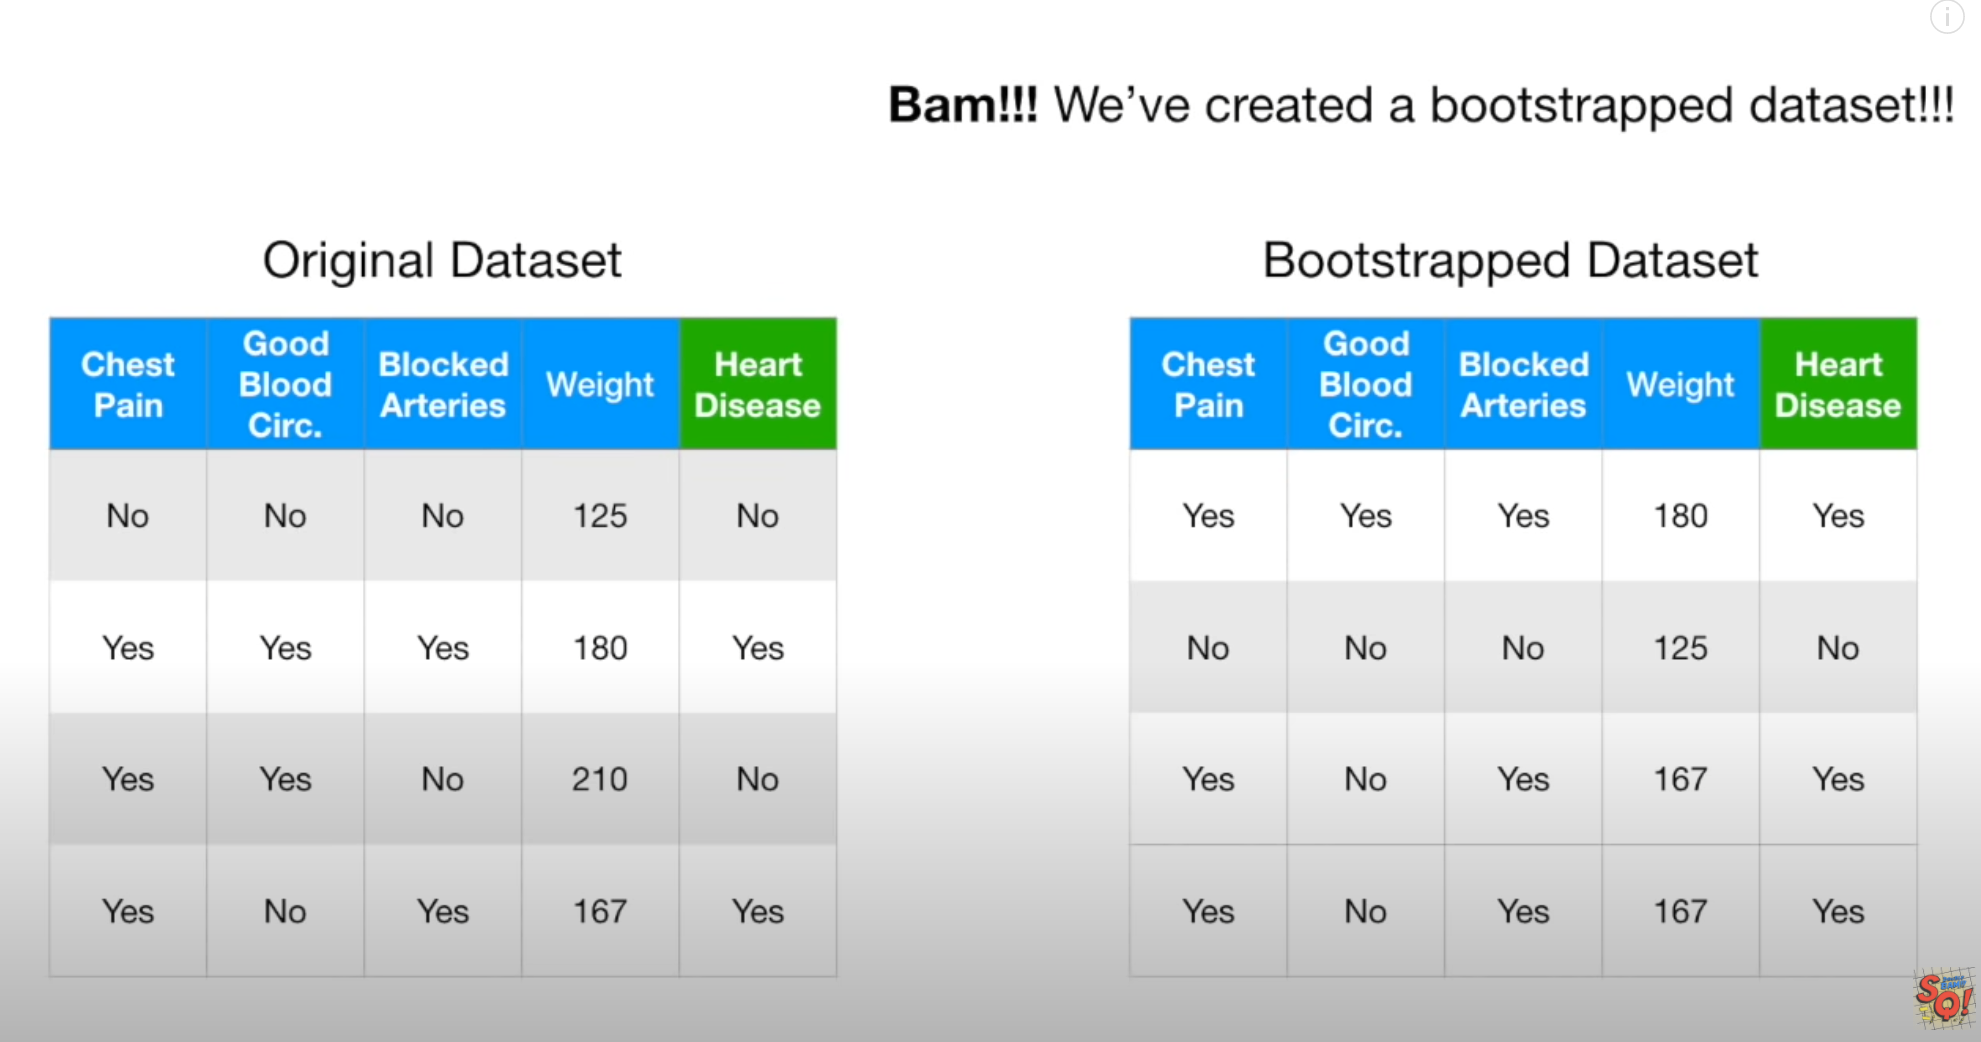 Bam!!! We've created a bootstrapped dataset!!!
Original Dataset
Chest Pain Good Blood Circ. Blocked Arteries Weight Heart Disease
No No No 125 No
Yes Yes Yes 180 Yes
Yes Yes No 210 No
Yes No Yes 167 Yes
Bootstrapped Dataset
Chest Pain Good Blood Circ. Blocked Arteries Weight Heart Disease
Yes Yes Yes 180 Yes
No No No 125 No
Yes No Yes 167 Yes
Yes No Yes 167 Yes
SQ!